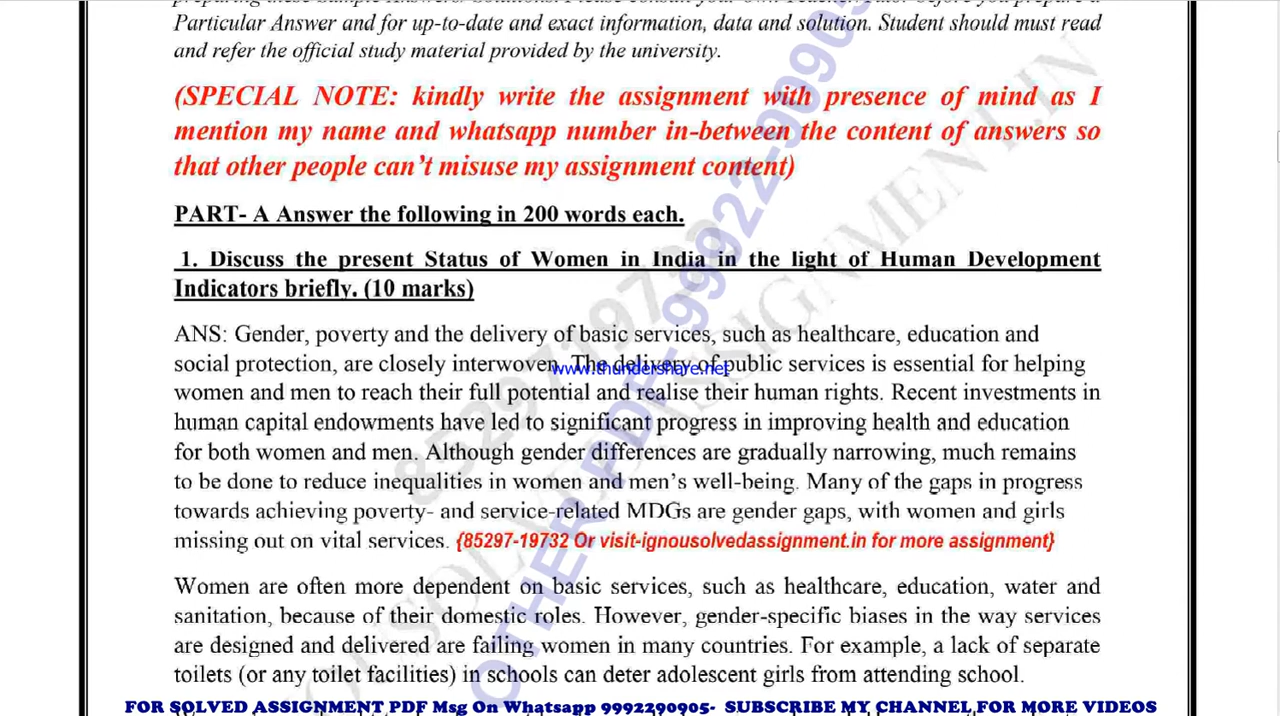 Particular Answer and for up-to-date and exact information, data and solution. Student should must read
and refer the official study material provided by the university.
(SPECIAL NOTE: kindly write the assignment with presence of mind as I
mention my name and whatsapp number in-between the content of answers so
that other people can’t misuse my assignment content)
PART- A Answer the following in 200 words each.
1. Discuss the present Status of Women in India in the light of Human Development
Indicators briefly. (10 marks)
ANS: Gender, poverty and the delivery of basic services, such as healthcare, education and
social protection, are closely interwoven. The delivery of public services is essential for helping
www.thundershare.net
women and men to reach their full potential and realise their human rights. Recent investments in
human capital endowments have led to significant progress in improving health and education
for both women and men. Although gender differences are gradually narrowing, much remains
to be done to reduce inequalities in women and men’s well-being. Many of the gaps in progress
towards achieving poverty- and service-related MDGs are gender gaps, with women and girls
missing out on vital services. {85297-19732 Or visit-ignousolvedassignment.in for more assignment}
Women are often more dependent on basic services, such as healthcare, education, water and
sanitation, because of their domestic roles. However, gender-specific biases in the way services
are designed and delivered are failing women in many countries. For example, a lack of separate
toilets (or any toilet facilities) in schools can deter adolescent girls from attending school.
FOR SOLVED ASSIGNMENT PDF Msg On Whatsapp 9992290905- SUBSCRIBE MY CHANNEL FOR MORE VIDEOS
8529719732
OTHER PDF- 99922-90905
SOLVED ASSIGNMENT.IN